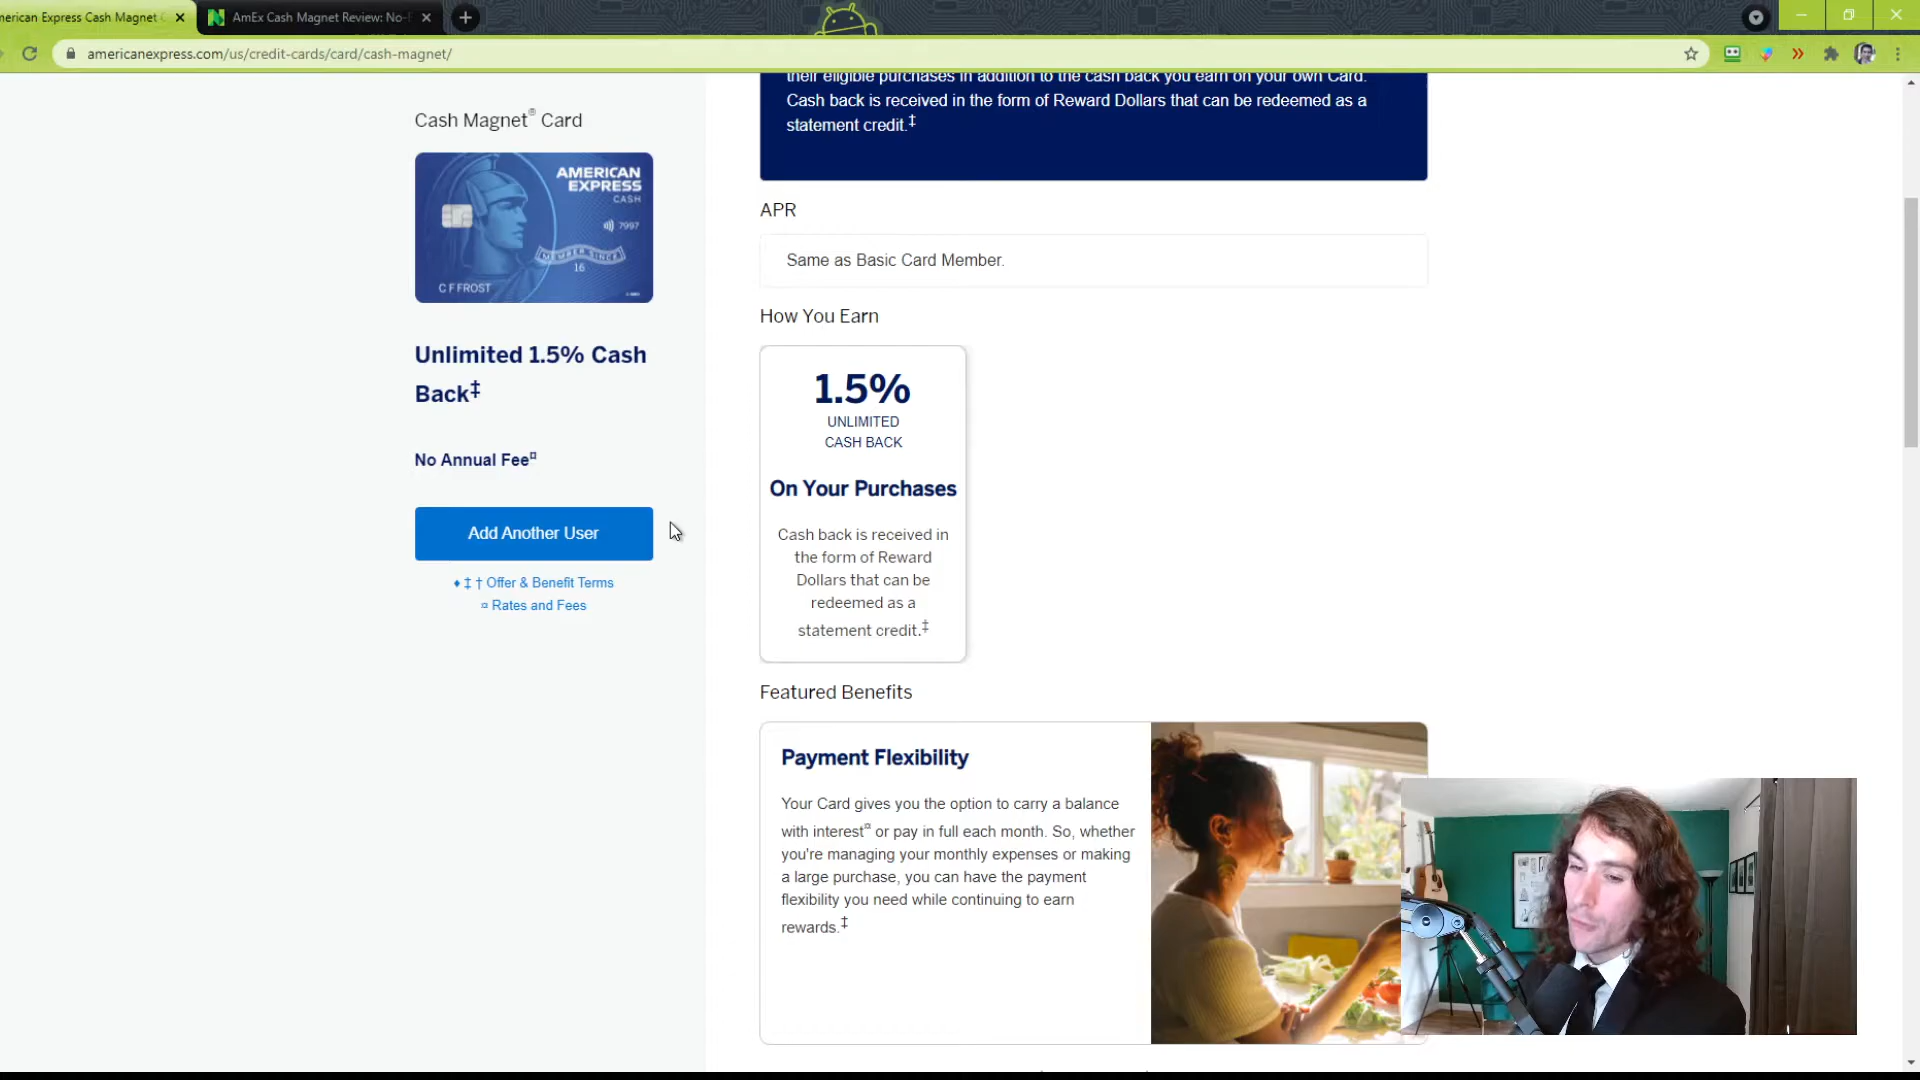 merican Express Cash Magnet
AmEx Cash Magnet Review: No-
americanexpress.com/us/credit-cards/card/cash-magnet/
Cash Magnet® Card
AMERICAN
EXPRESS
CASH
7997
MEMBER SINCE
16
C F FROST
Unlimited 1.5% Cash
Back‡
No Annual Fee¤
Add Another User
♦ ‡ † Offer & Benefit Terms
¤ Rates and Fees
their eligible purchases in addition to the cash back you earn on your own Card.
Cash back is received in the form of Reward Dollars that can be redeemed as a
statement credit.‡
APR
Same as Basic Card Member.
How You Earn
1.5%
UNLIMITED
CASH BACK
On Your Purchases
Cash back is received in
the form of Reward
Dollars that can be
redeemed as a
statement credit.‡
Featured Benefits
Payment Flexibility
Your Card gives you the option to carry a balance
with interest¤ or pay in full each month. So, whether
you're managing your monthly expenses or making
a large purchase, you can have the payment
flexibility you need while continuing to earn
rewards.‡